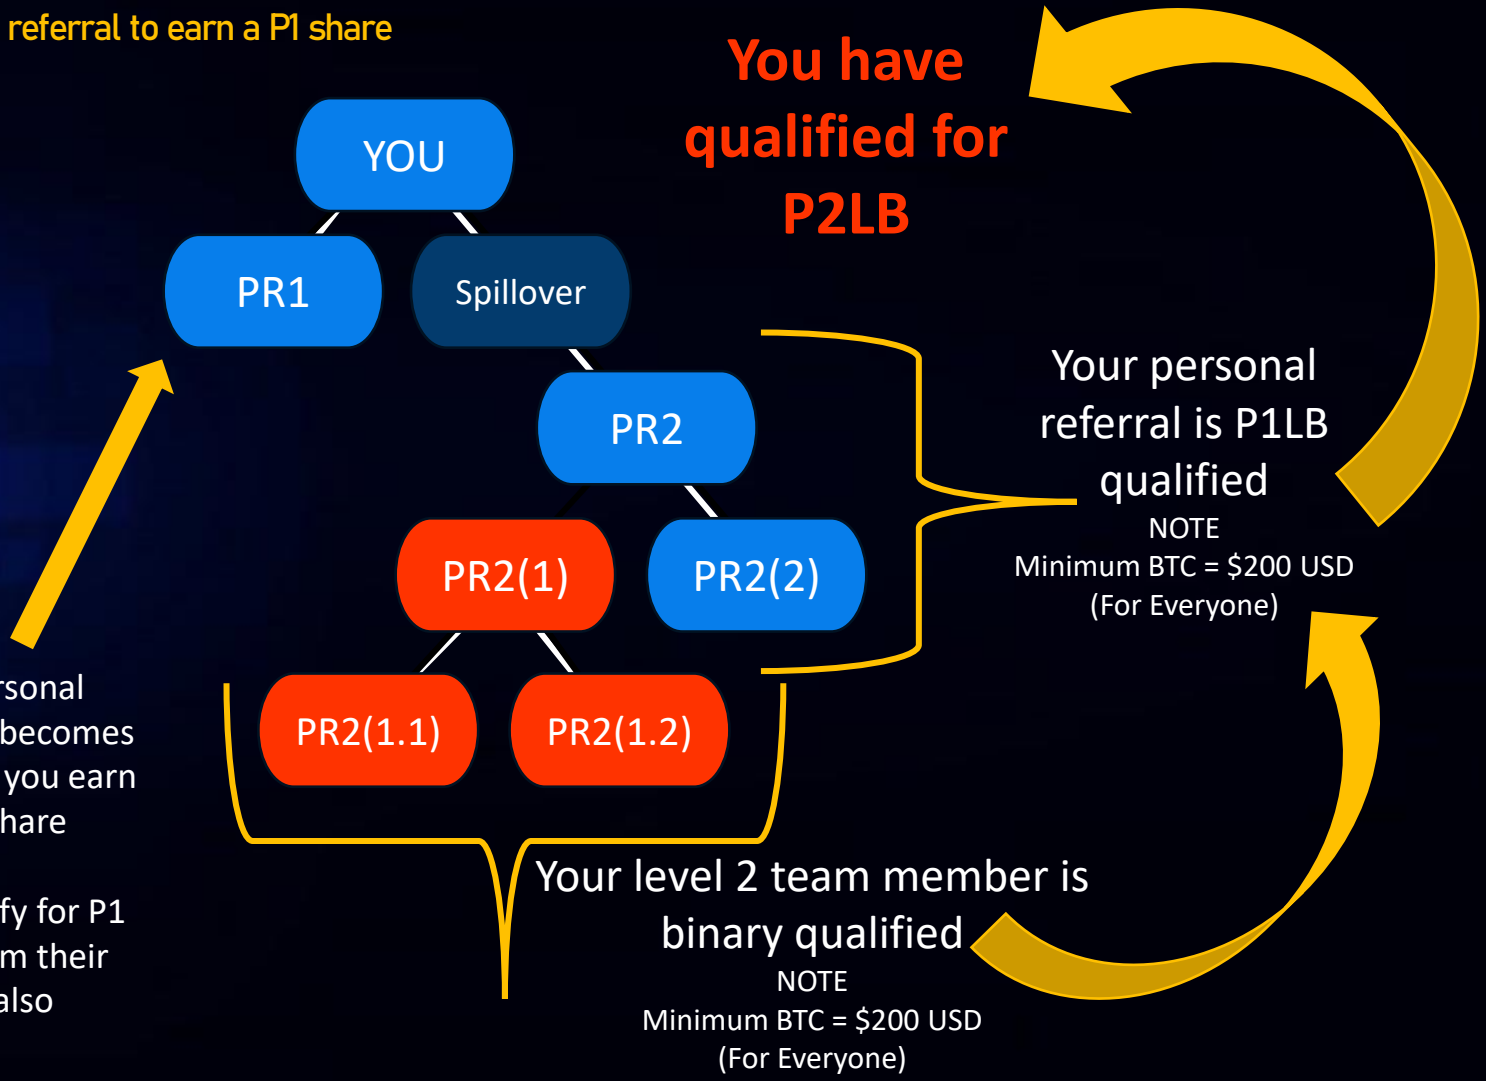 referral to earn a P1 share
You have
qualified for
P2LB
YOU
PR1
Spillover
PR2
Your personal
referral is P1LB
qualified
NOTE
Minimum BTC = $200 USD
(For Everyone)
PR2(1)
PR2(2)
PR2(1.1)
PR2(1.2)
rsonal
becomes
you earn
hare
fy for P1
m their
also
Your level 2 team member is
binary qualified
NOTE
Minimum BTC = $200 USD
(For Everyone)